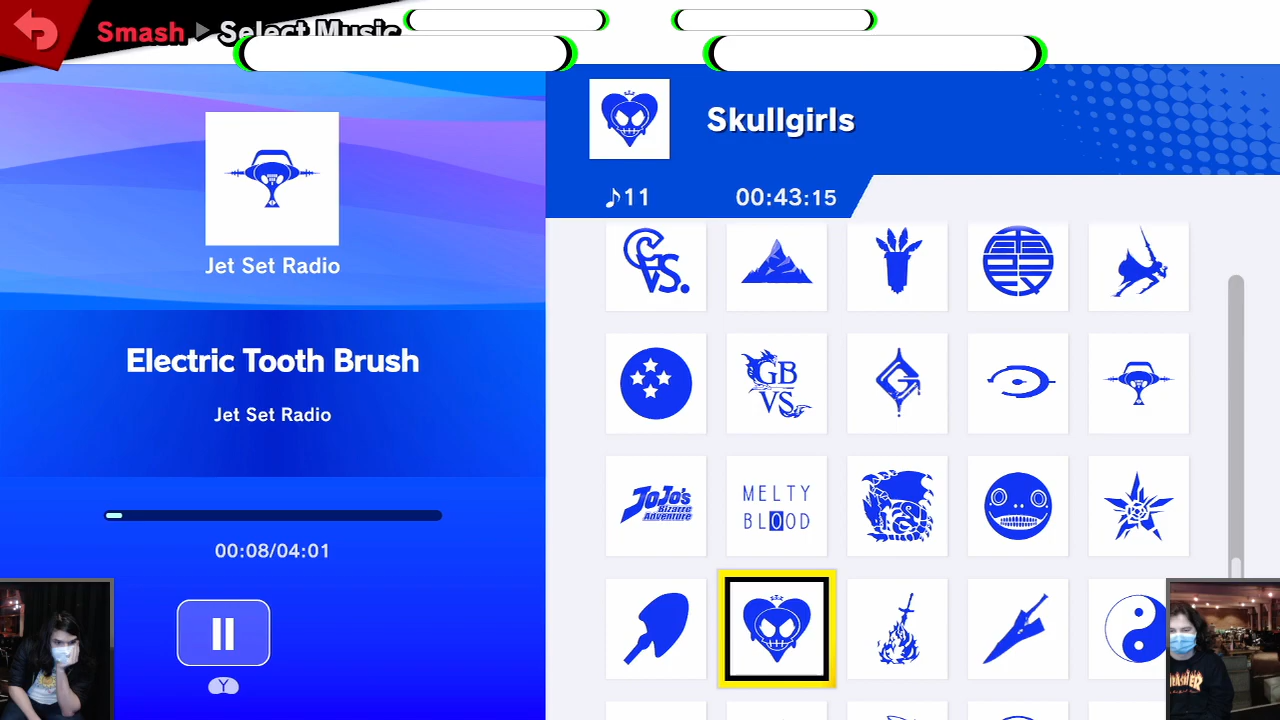 Smash
Select Music
Skullgirls
♪11
00:43:15
Jet Set Radio
Electric Tooth Brush
Jet Set Radio
00:08/04:01
Y
CVS.
GB
VS
G
JoJo's
Bizarre
Adventure
MELTY
BLOOD